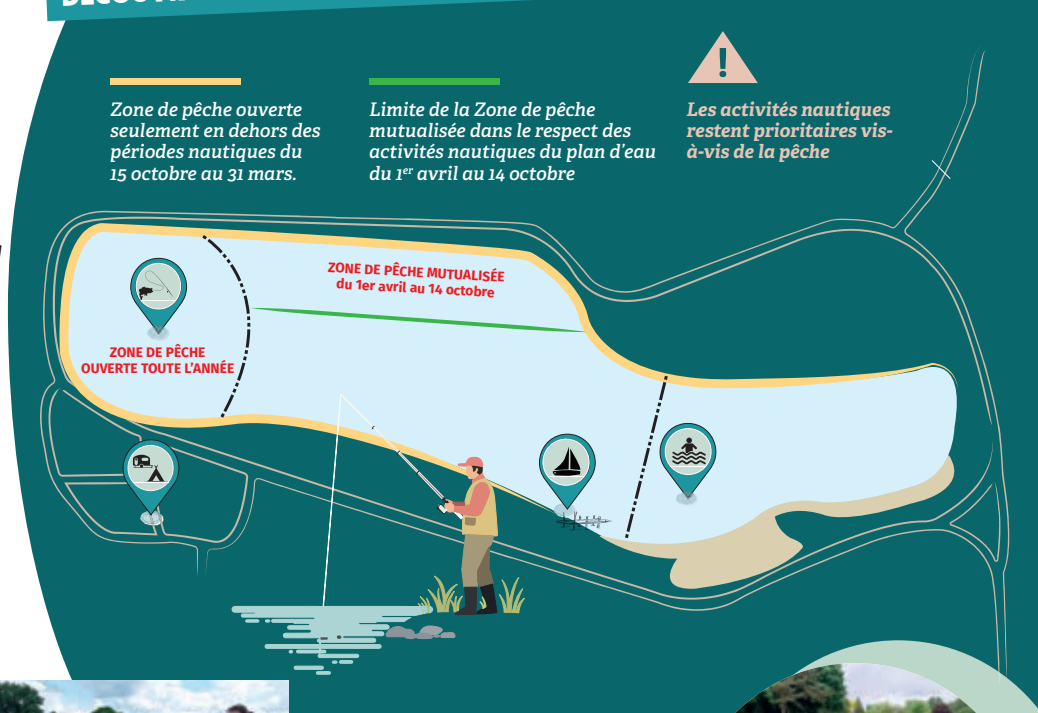 Zone de pêche ouverte
seulement en dehors des
périodes nautiques du
15 octobre au 31 mars.
Limite de la Zone de pêche
mutualisée dans le respect des
activités nautiques du plan d'eau
du 1er avril au 14 octobre
!
Les activités nautiques
restent prioritaires vis-
à-vis de la pêche
ZONE DE PÊCHE MUTUALISÉE
du 1er avril au 14 octobre
ZONE DE PÊCHE
OUVERTE TOUTE L'ANNÉE